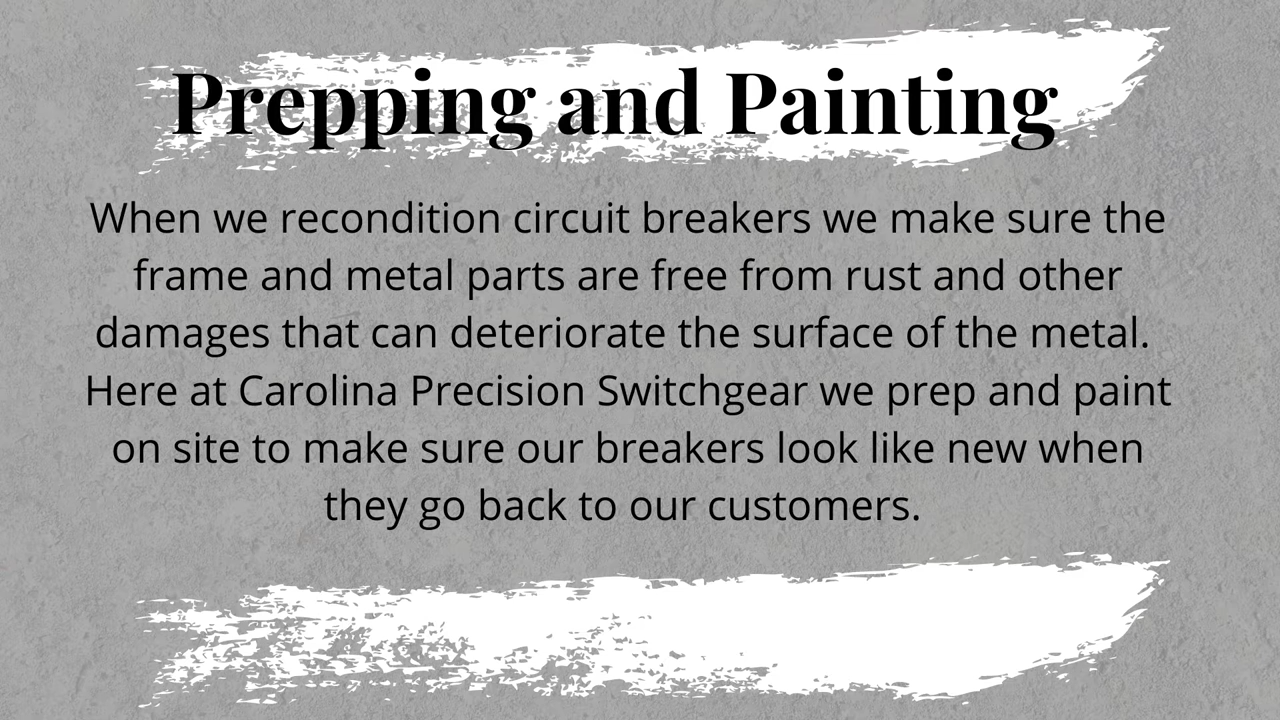 Prepping and Painting
When we recondition circuit breakers we make sure the
frame and metal parts are free from rust and other
damages that can deteriorate the surface of the metal.
Here at Carolina Precision Switchgear we prep and paint
on site to make sure our breakers look like new when
they go back to our customers.